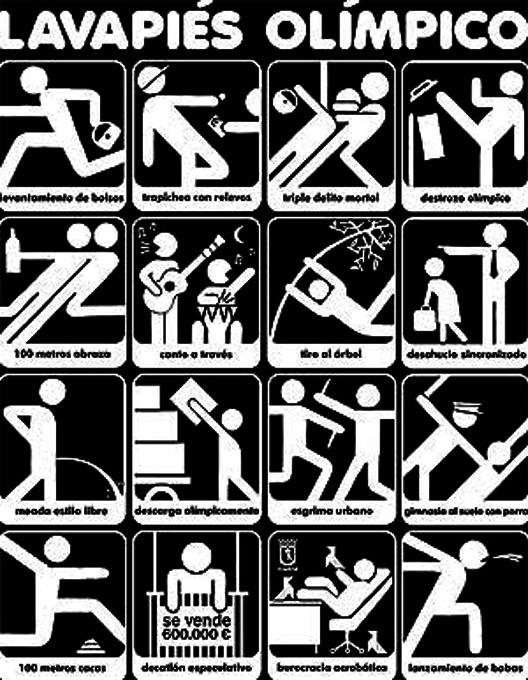 LAVAPIÉS OLÍMPICO
levantamiento de bolsos
trapicheo con relevos
triple delito mortal
destrozo olímpico
100 metros abrazo
cante a través
tiro al árbol
desahucio sincronizado
meada estilo libre
descarga olímpicamente
esgrima urbano
gimnasia al suelo con porra
100 metros cacas
se vende
600.000 €
decatlón especulativo
burocracia acrobática
lanzamiento de babas